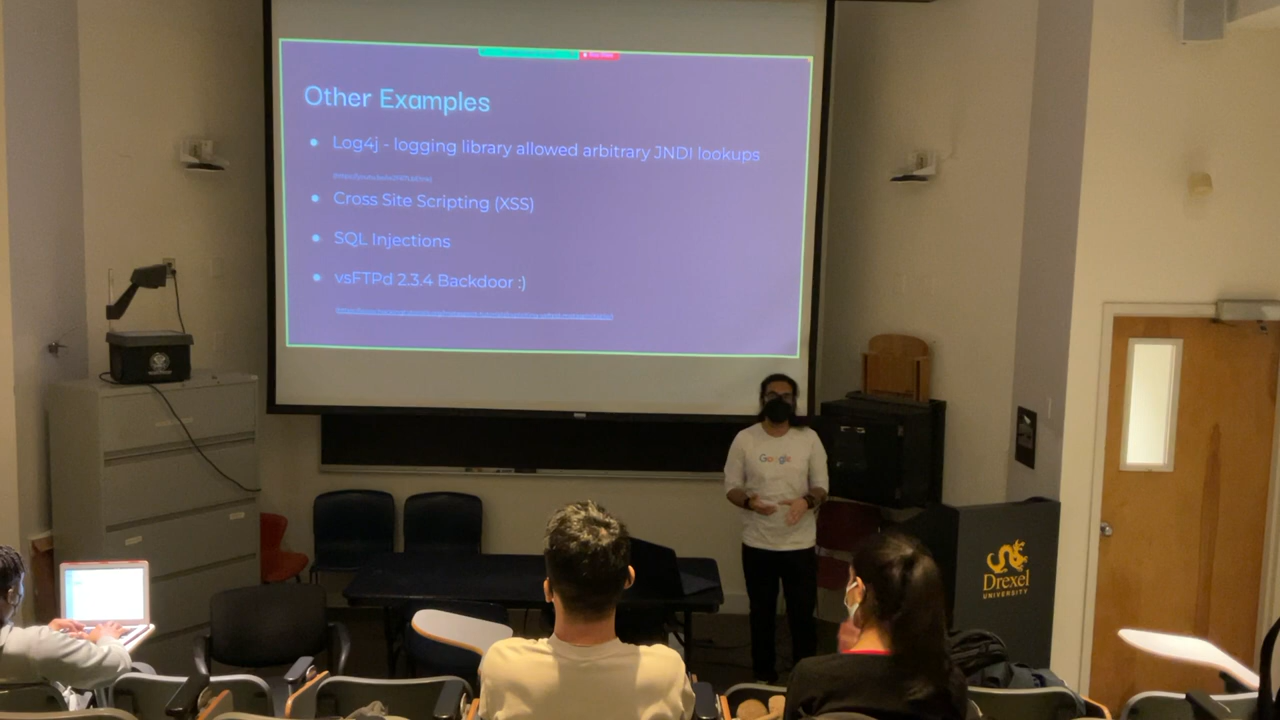 Other Examples
• Log4j - logging library allowed arbitrary JNDI lookups
• Cross Site Scripting (XSS)
• SQL Injections
• vsFTPd 2.3.4 Backdoor :)
Google
Drexel
UNIVERSITY